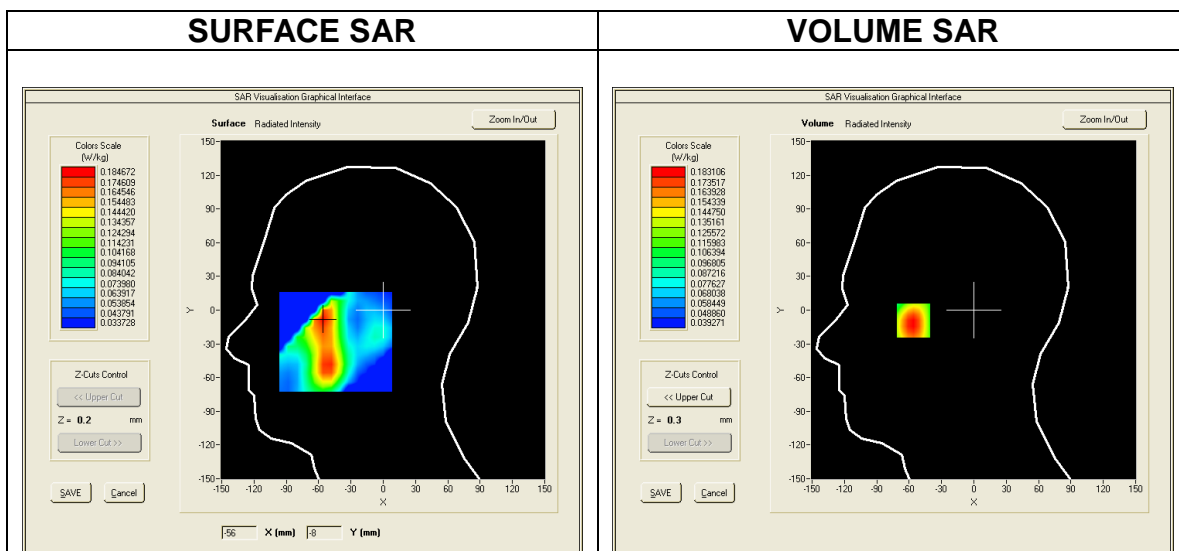 SURFACE SAR
VOLUME SAR
SAR Visualisation Graphical Interface
Surface Radiated Intensity
Zoom In/Out
Colors Scale
(W/kg)
0.184672
0.174609
0.164546
0.154483
0.144420
0.134357
0.124294
0.114231
0.104168
0.094105
0.084042
0.073980
0.063917
0.053854
0.043791
0.033728
Z-Cuts Control
<< Upper Cut
Z = 0.2 mm
Lower Cut >>
SAVE
Cancel
150
120
90
60
30
0
-30
-60
-90
-120
-150
Y
-150 -120 -90 -60 -30 0 30 60 90 120 150
X
-56 X (mm) -8 Y (mm)
SAR Visualisation Graphical Interface
Volume Radiated Intensity
Zoom In/Out
Colors Scale
(W/kg)
0.183106
0.173517
0.163928
0.154339
0.144750
0.135161
0.125572
0.115983
0.106394
0.096805
0.087216
0.077627
0.068038
0.058449
0.048860
0.039271
Z-Cuts Control
<< Upper Cut
Z = 0.3 mm
Lower Cut >>
SAVE
Cancel
150
120
90
60
30
0
-30
-60
-90
-120
-150
Y
-150 -120 -90 -60 -30 0 30 60 90 120 150
X